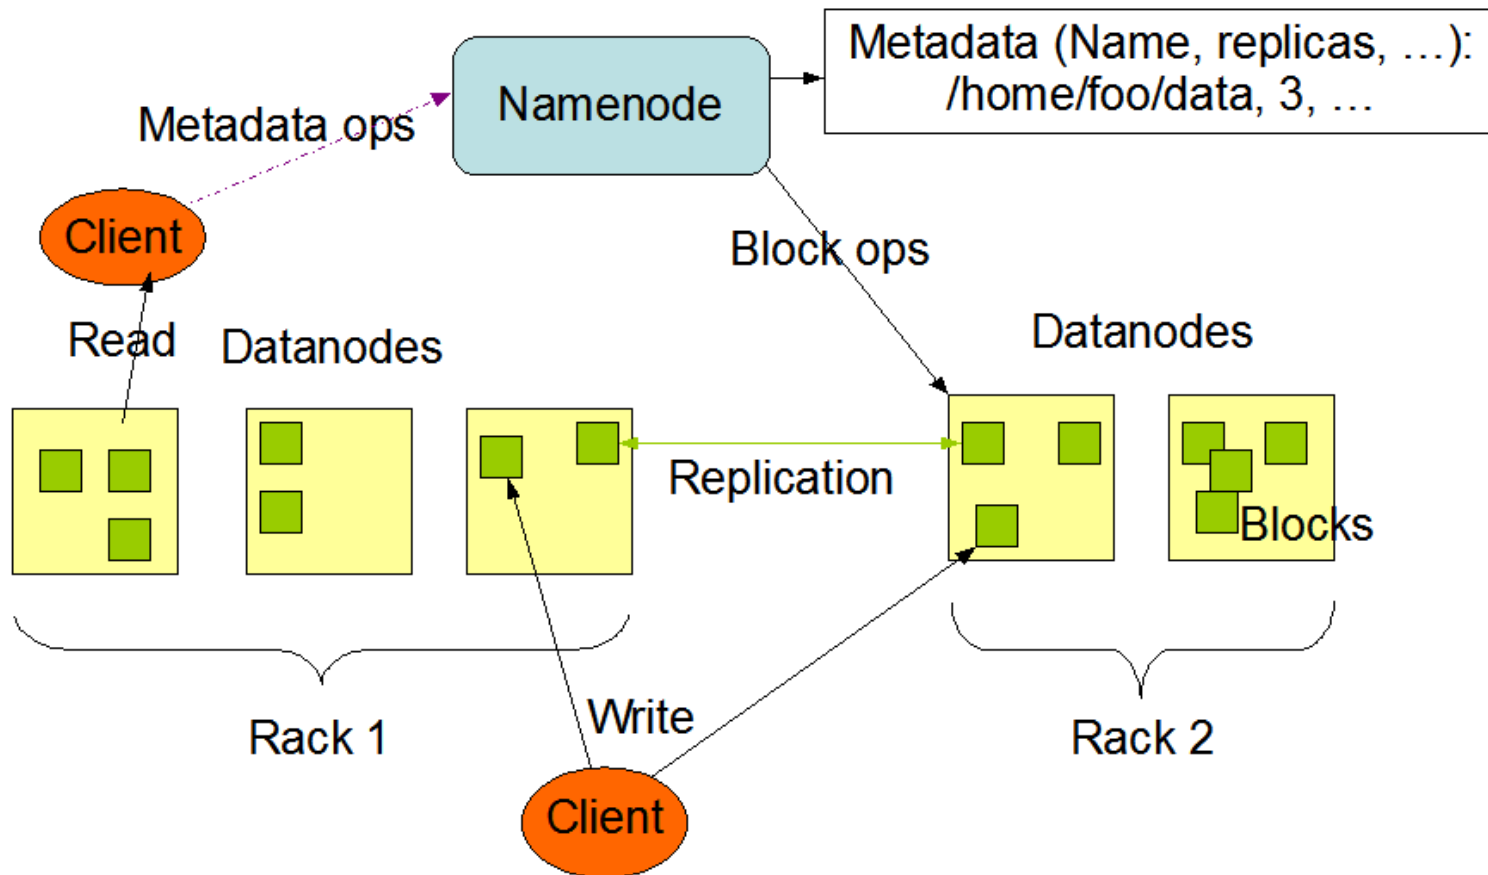 Metadata (Name, replicas, …):
/home/foo/data, 3, …
Namenode
Metadata ops
Client
Block ops
Read
Datanodes
Datanodes
Replication
Blocks
Rack 1
Write
Rack 2
Client